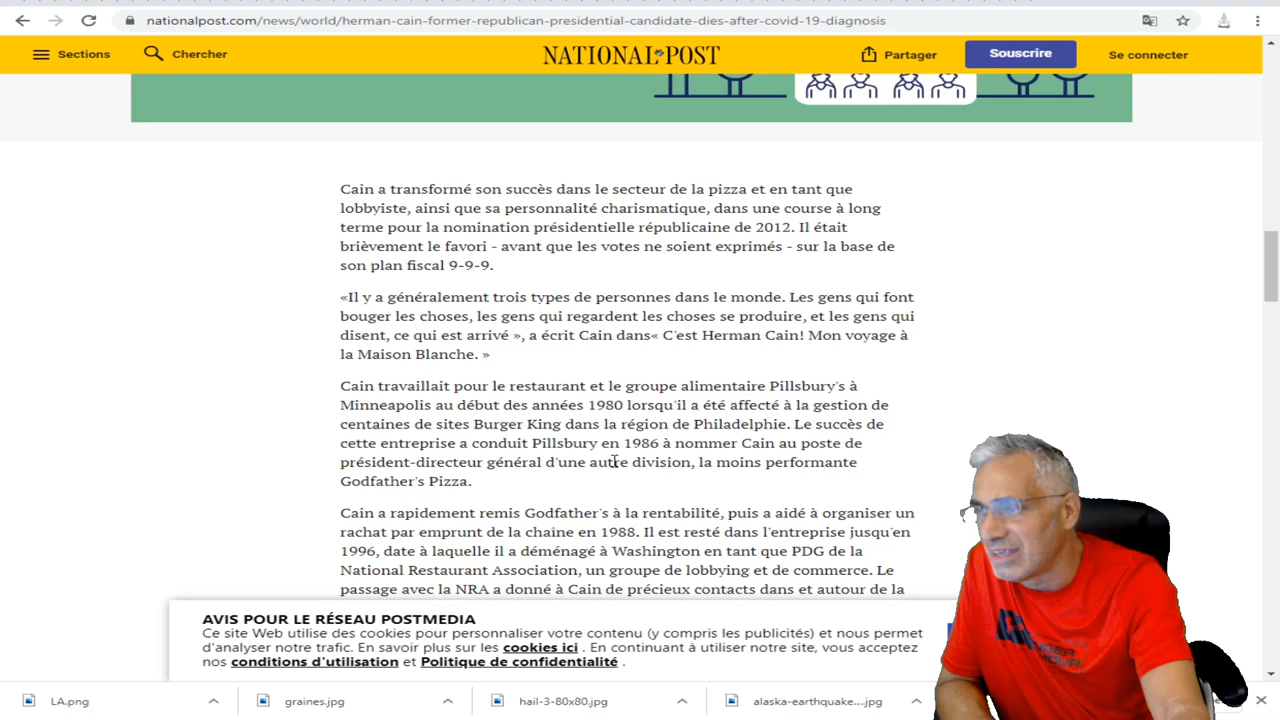 nationalpost.com/news/world/herman-cain-former-republican-presidential-candidate-dies-after-covid-19-diagnosis
Sections
Chercher
NATIONAL POST
Partager
Souscrire
Se connecter
Cain a transformé son succès dans le secteur de la pizza et en tant que
lobbyiste, ainsi que sa personnalité charismatique, dans une course à long
terme pour la nomination présidentielle républicaine de 2012. Il était
brièvement le favori - avant que les votes ne soient exprimés - sur la base de
son plan fiscal 9-9-9.
«Il y a généralement trois types de personnes dans le monde. Les gens qui font
bouger les choses, les gens qui regardent les choses se produire, et les gens qui
disent, ce qui est arrivé », a écrit Cain dans« C'est Herman Cain! Mon voyage à
la Maison Blanche. »
Cain travaillait pour le restaurant et le groupe alimentaire Pillsbury's à
Minneapolis au début des années 1980 lorsqu'il a été affecté à la gestion de
centaines de sites Burger King dans la région de Philadelphie. Le succès de
cette entreprise a conduit Pillsbury en 1986 à nommer Cain au poste de
président-directeur général d'une autre division, la moins performante
Godfather's Pizza.
Cain a rapidement remis Godfather's à la rentabilité, puis a aidé à organiser un
rachat par emprunt de la chaîne en 1988. Il est resté dans l'entreprise jusqu'en
1996, date à laquelle il a déménagé à Washington en tant que PDG de la
National Restaurant Association, un groupe de lobbying et de commerce. Le
passage avec la NRA a donné à Cain de précieux contacts dans et autour de la
AVIS POUR LE RÉSEAU POSTMEDIA
Ce site Web utilise des cookies pour personnaliser votre contenu (y compris les publicités) et nous permet
d'analyser notre trafic. En savoir plus sur les cookies ici . En continuant à utiliser notre site, vous acceptez
nos conditions d'utilisation et Politique de confidentialité .
LA.png
graines.jpg
hail-3-80x80.jpg
alaska-earthquake....jpg
UNDER
ARMOUR